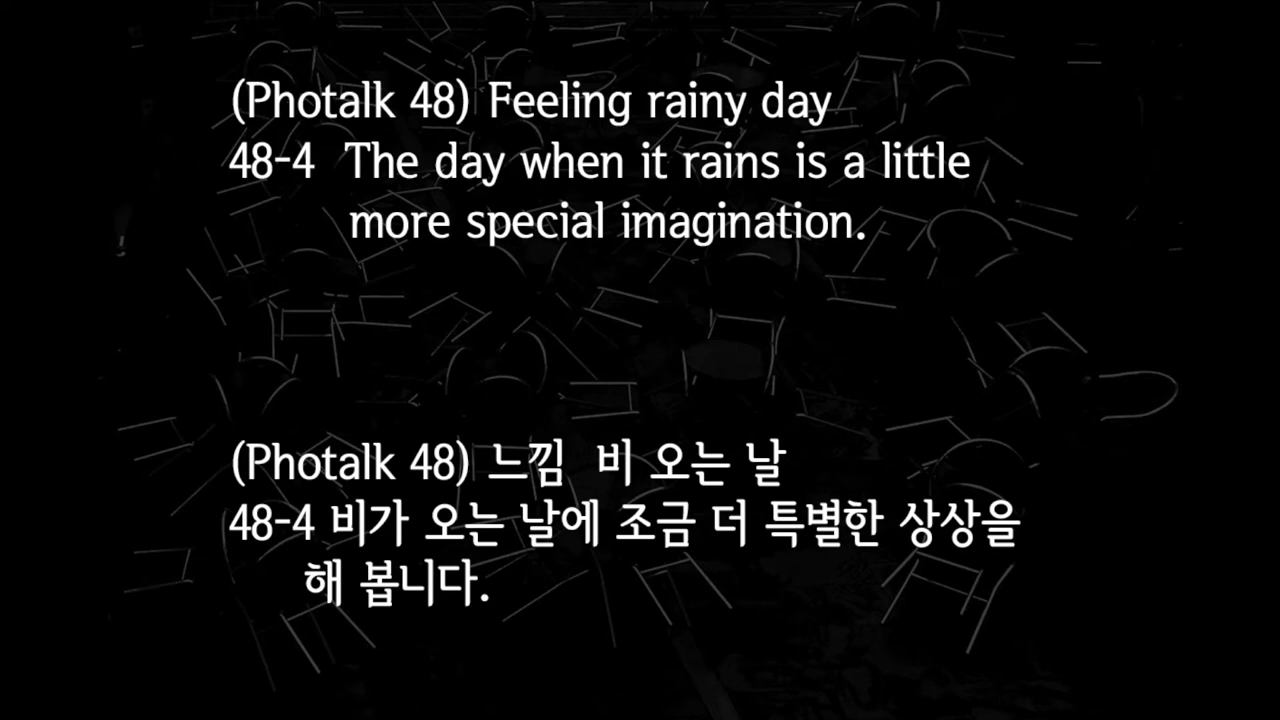 (Photalk 48) Feeling rainy day
48-4 The day when it rains is a little
more special imagination.
(Photalk 48) 느낌 비 오는 날
48-4 비가 오는 날에 조금 더 특별한 상상을
해 봅니다.